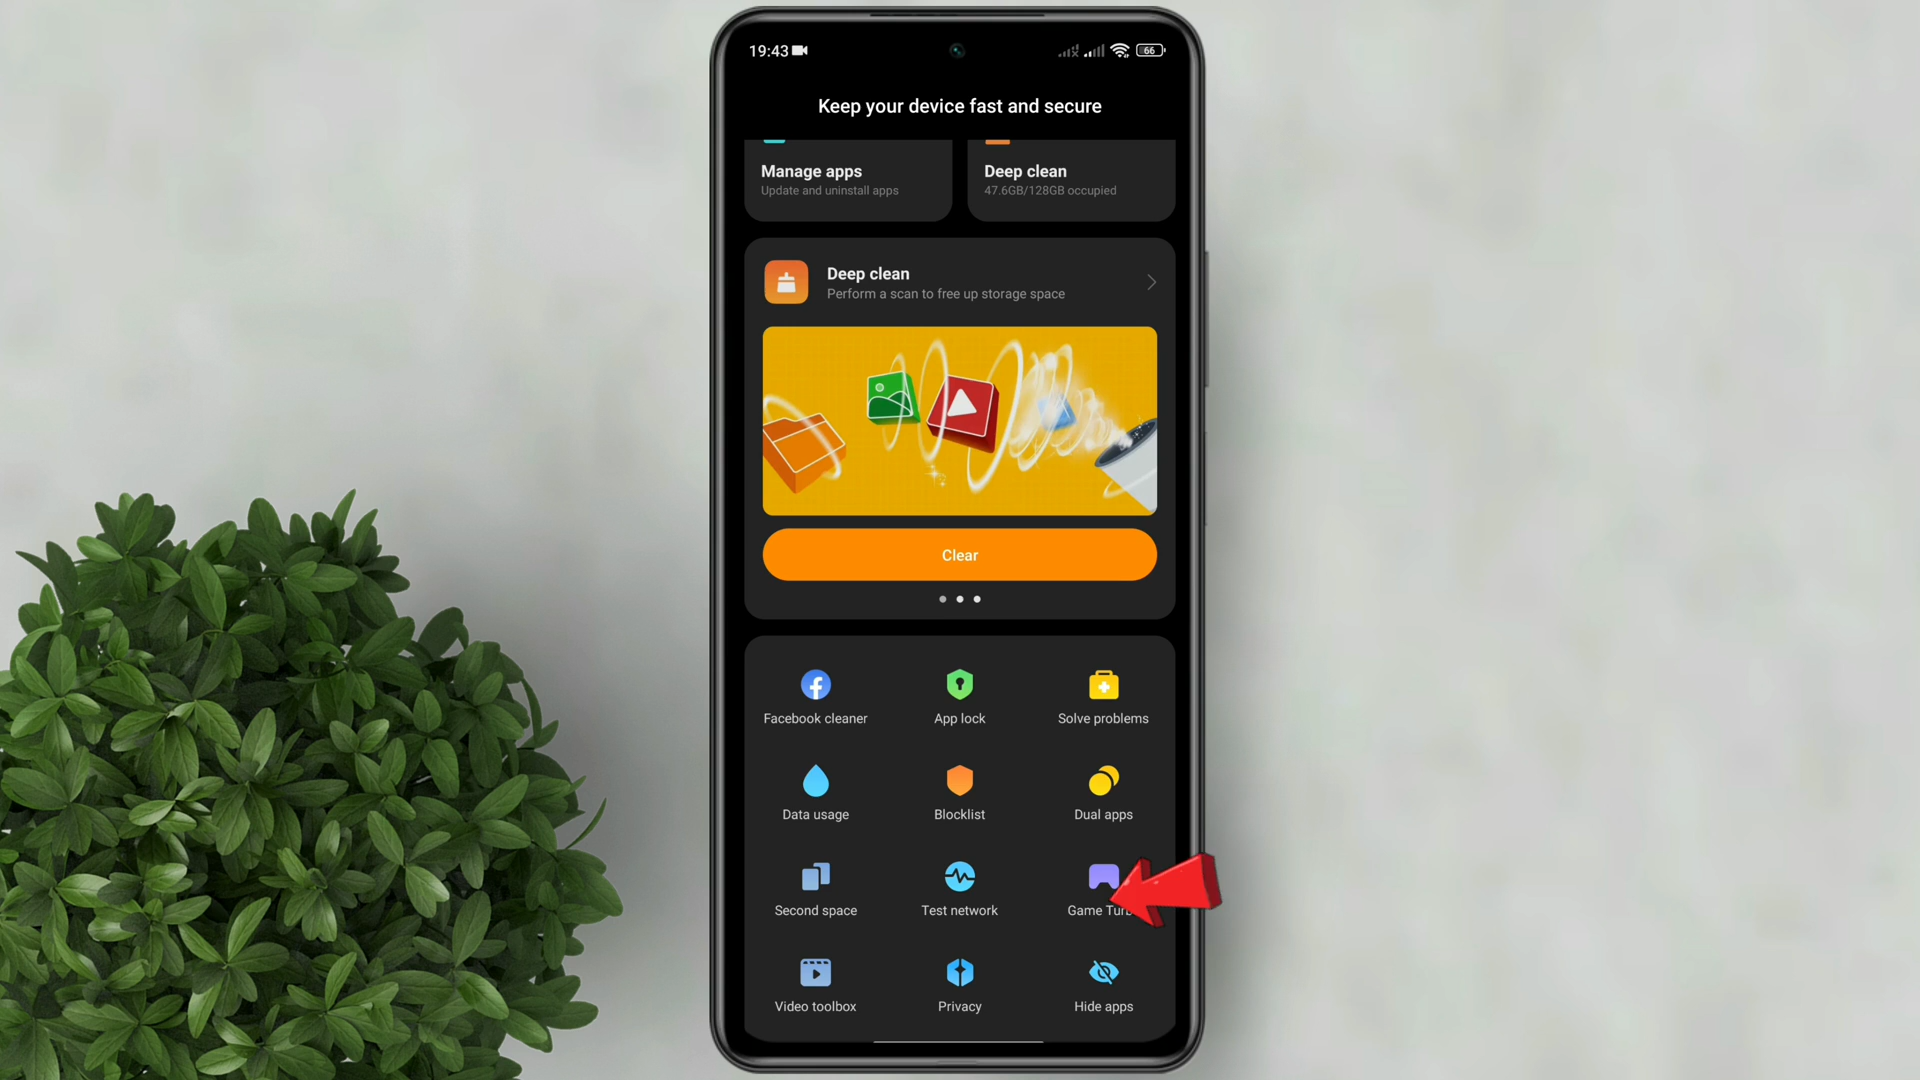 19:43
66
Keep your device fast and secure
Manage apps
Update and uninstall apps
Deep clean
47.6GB/128GB occupied
Deep clean
Perform a scan to free up storage space
Clear
Facebook cleaner
App lock
Solve problems
Data usage
Blocklist
Dual apps
Second space
Test network
Game Turb
Video toolbox
Privacy
Hide apps